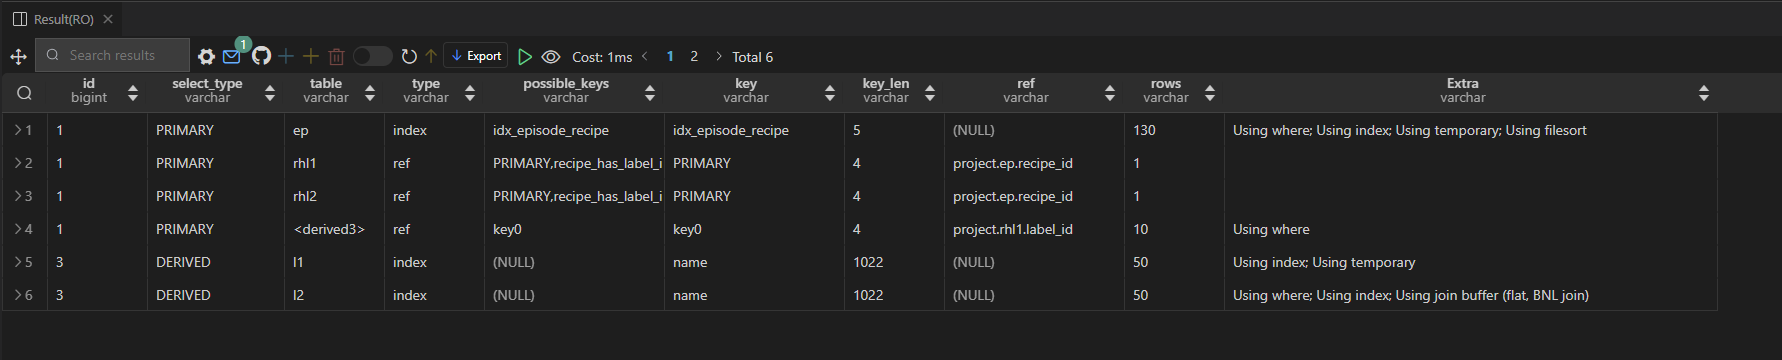 Result(RO)
Search results 1 Export Cost: 1ms 1 2 Total 6
id select_type table type possible_keys key key_len ref rows Extra
bigint varchar varchar varchar varchar varchar varchar varchar varchar varchar
1 1 PRIMARY ep index idx_episode_recipe idx_episode_recipe 5 (NULL) 130 Using where; Using index; Using temporary; Using filesort
2 1 PRIMARY rhl1 ref PRIMARY,recipe_has_label_i PRIMARY 4 project.ep.recipe_id 1
3 1 PRIMARY rhl2 ref PRIMARY,recipe_has_label_i PRIMARY 4 project.ep.recipe_id 1
4 1 PRIMARY <derived3> ref key0 key0 4 project.rhl1.label_id 10 Using where
5 3 DERIVED l1 index (NULL) name 1022 (NULL) 50 Using index; Using temporary
6 3 DERIVED l2 index (NULL) name 1022 (NULL) 50 Using where; Using index; Using join buffer (flat, BNL join)